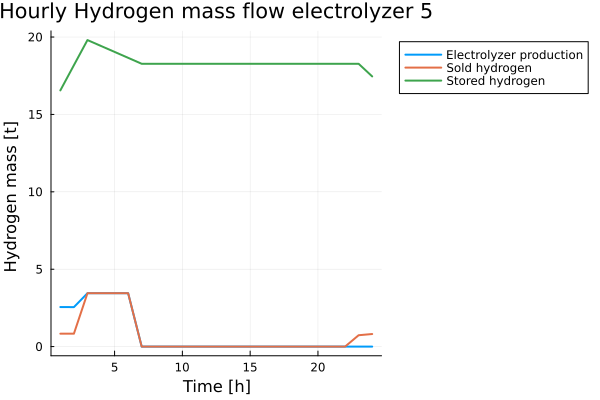 Hourly Hydrogen mass flow electrolyzer 5
Electrolyzer production
Sold hydrogen
Stored hydrogen
Hydrogen mass [t]
20
15
10
5
0
5 10 15 20
Time [h]